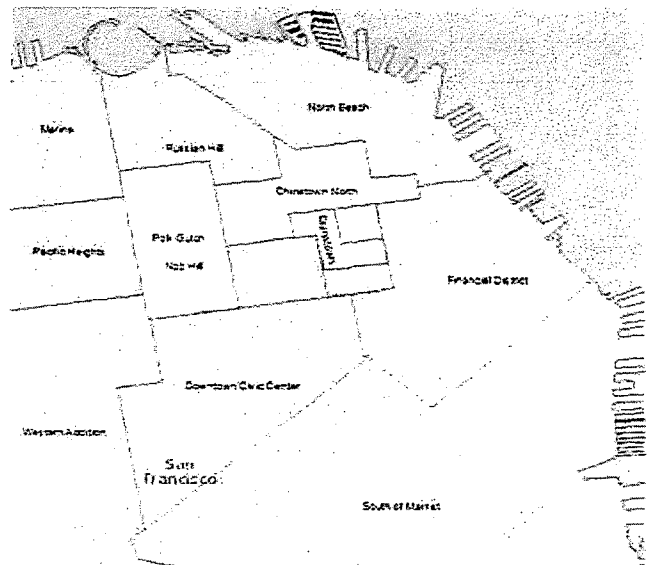 North Beach
Marina
Russian Hill
Chinatown North
Chinatown
Polk Gulch
Pacific Heights
Nob Hill
Financial District
Downtown/Civic Center
Western Addition
San
Francisco
South of Market